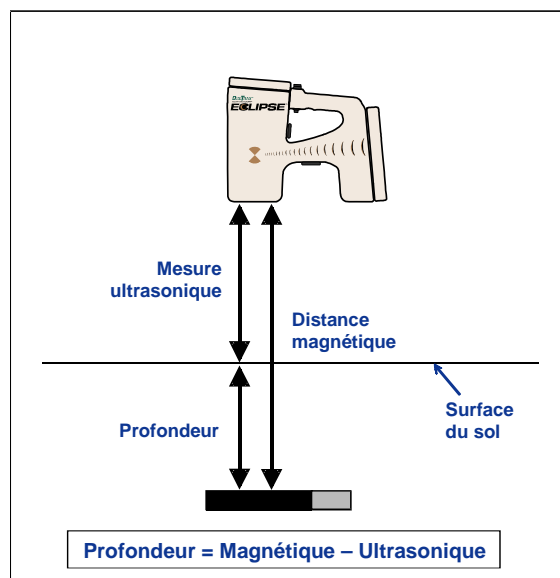 DIGITRAK
ECLIPSE
Mesure
ultrasonique
Distance
magnétique
Surface
du sol
Profondeur
Profondeur = Magnétique – Ultrasonique